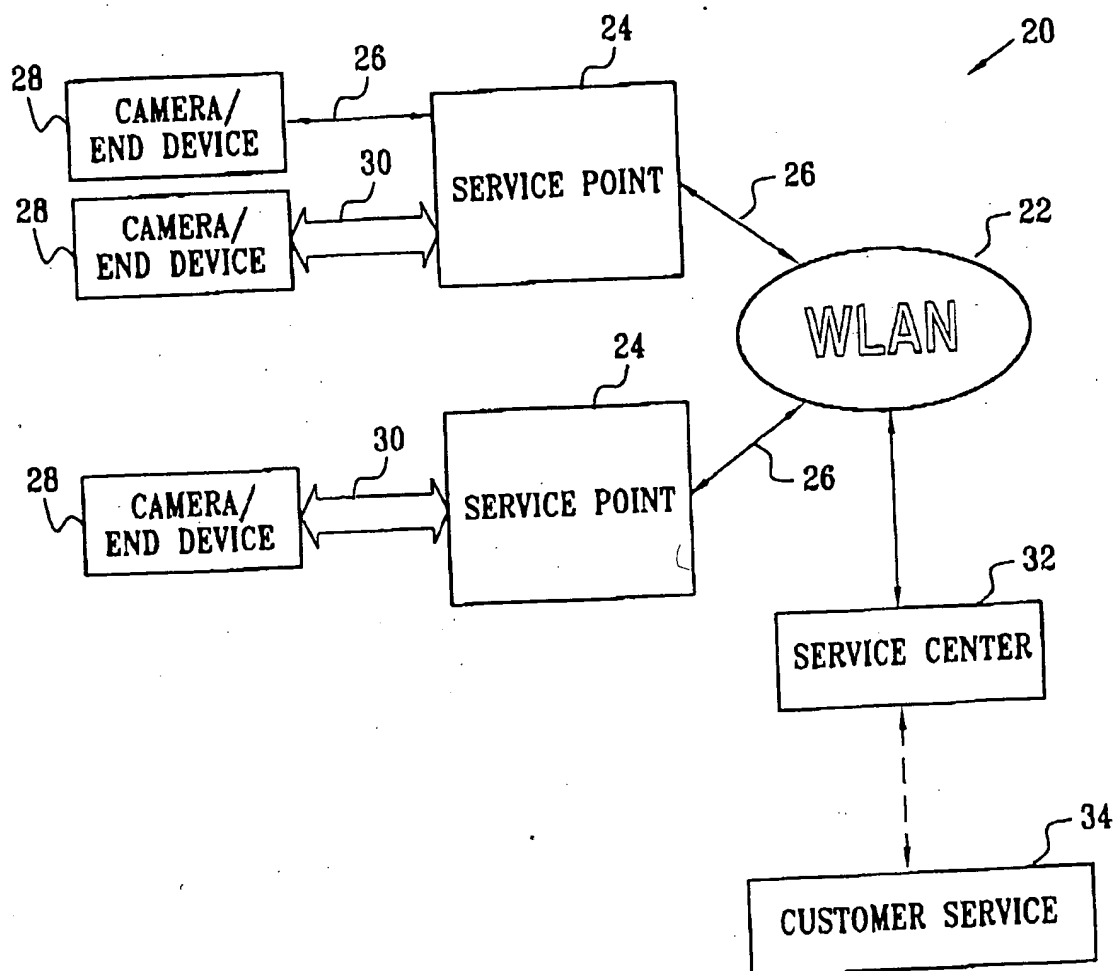 20
24
28
26
CAMERA/
END DEVICE
30
SERVICE POINT
28
CAMERA/
END DEVICE
26
22
WLAN
24
30
28
CAMERA/
END DEVICE
SERVICE POINT
26
32
SERVICE CENTER
34
CUSTOMER SERVICE